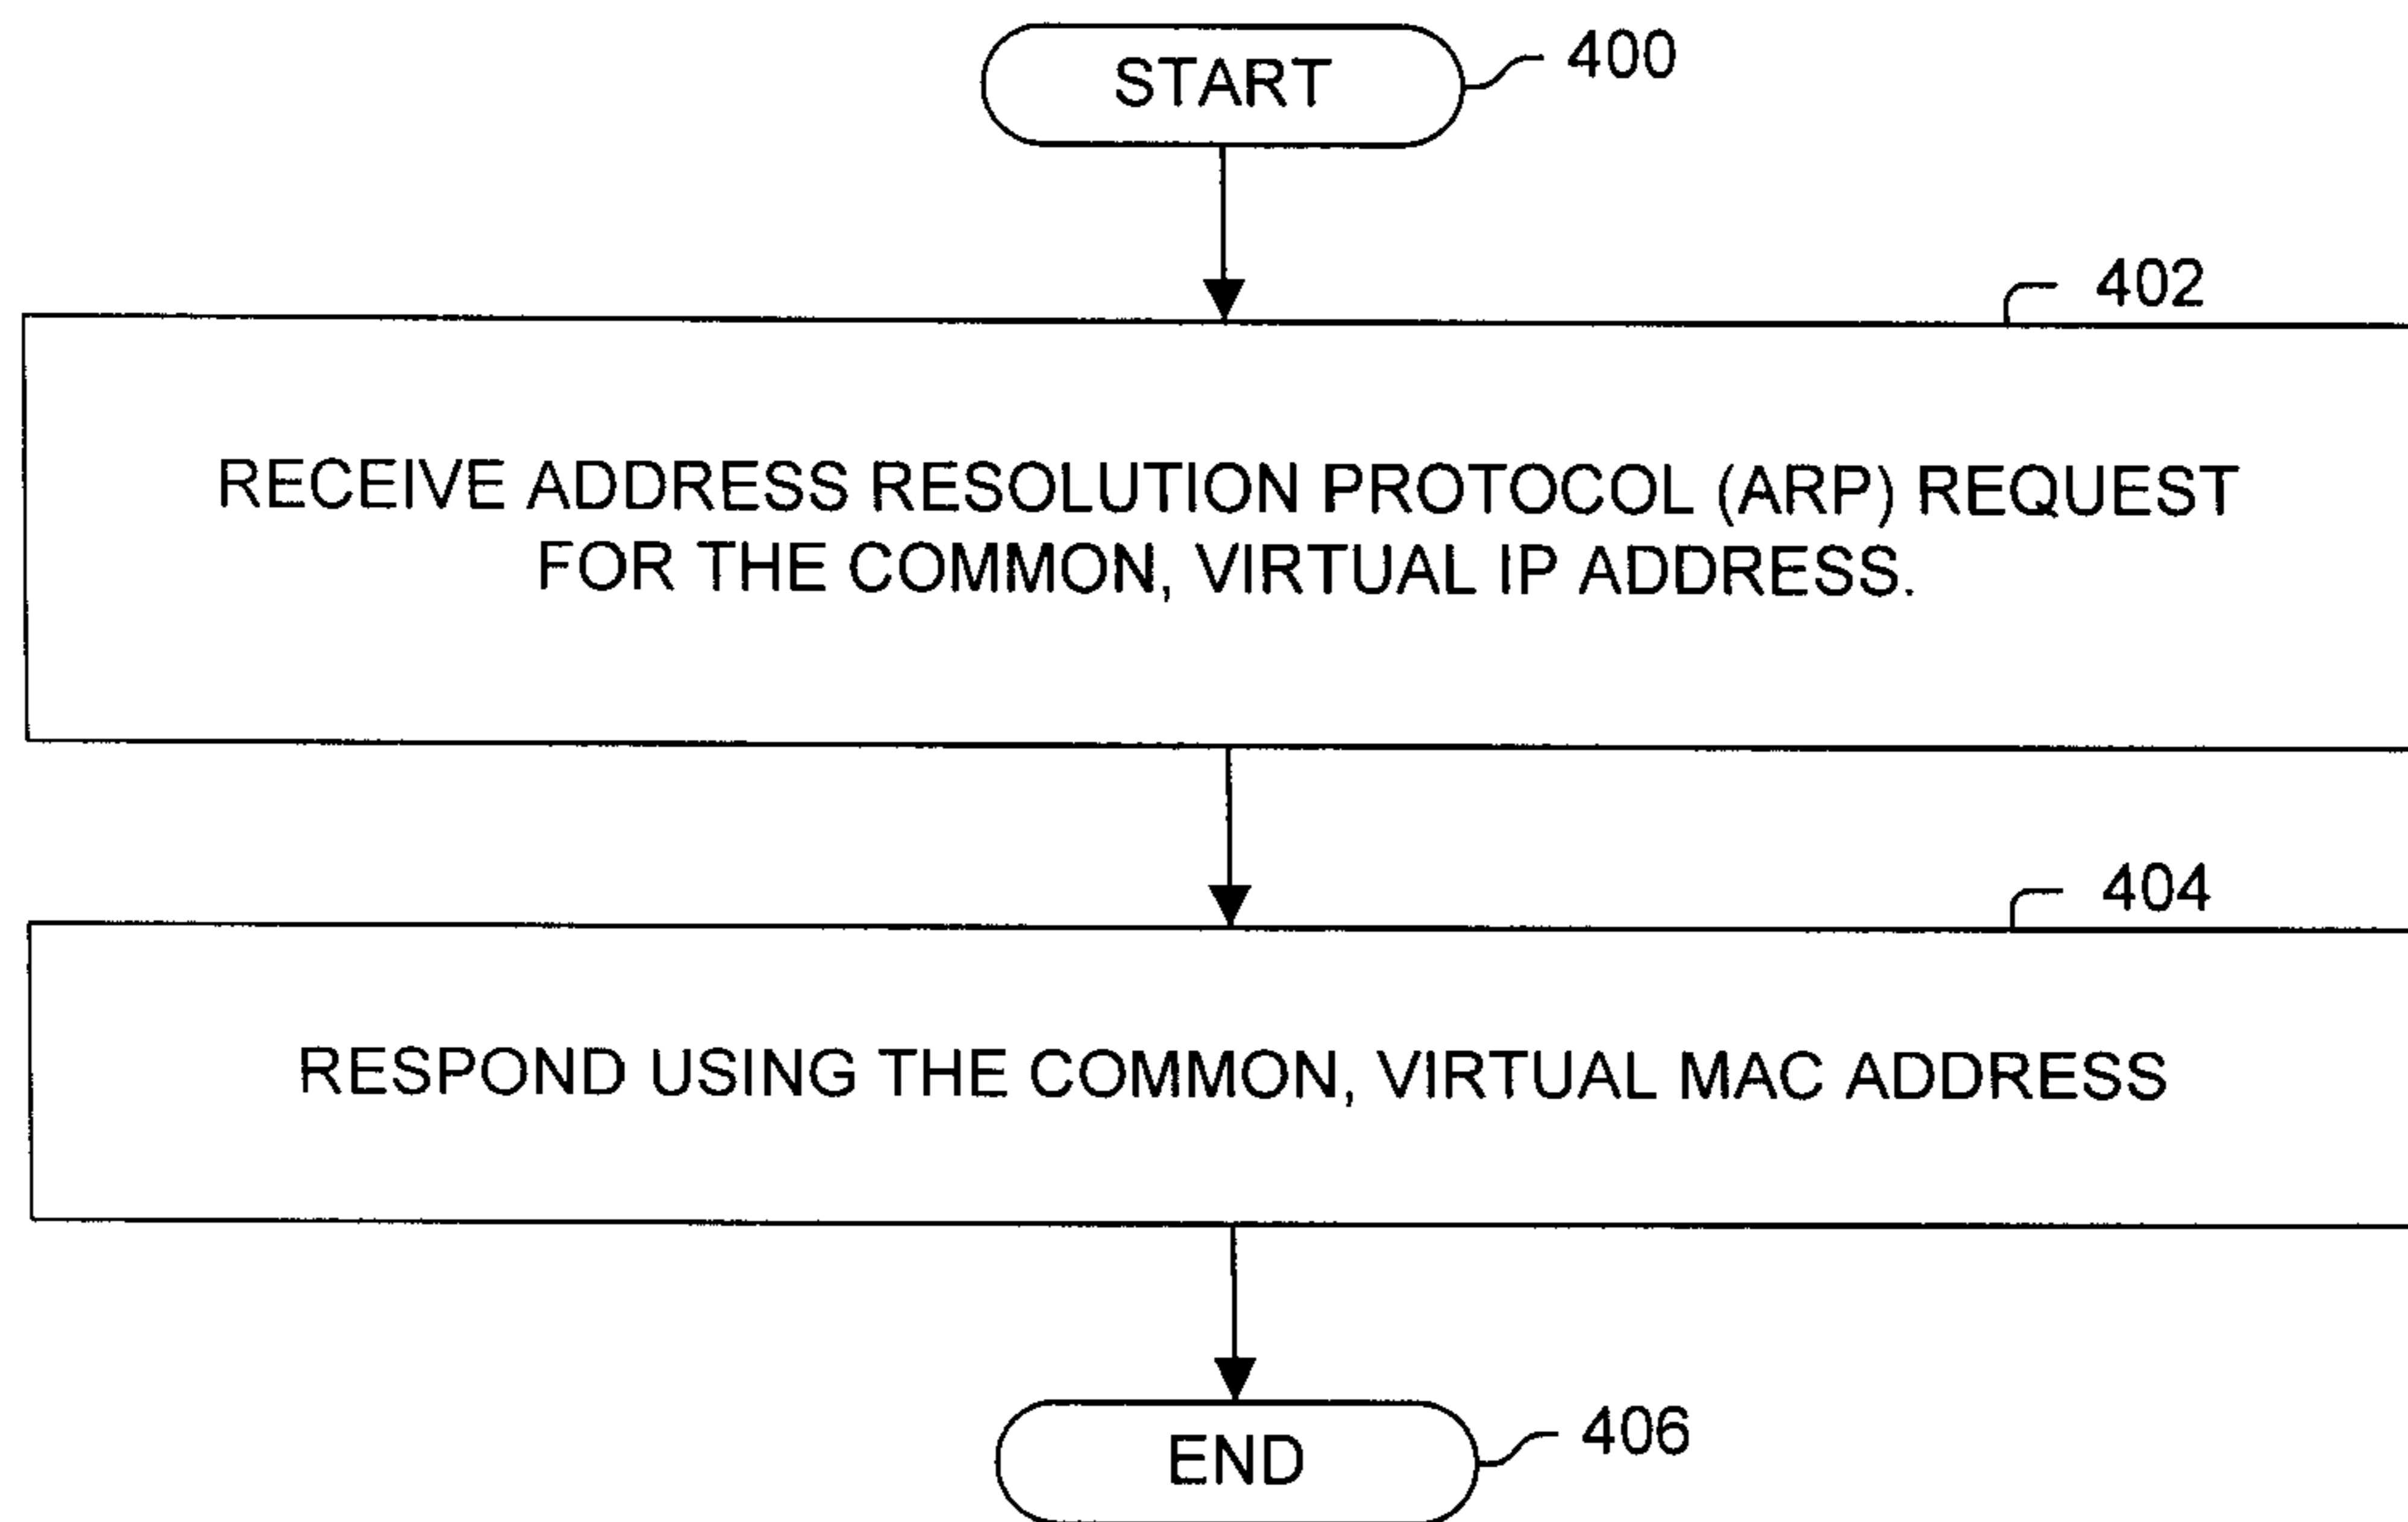 START
400
402
RECEIVE ADDRESS RESOLUTION PROTOCOL (ARP) REQUEST
FOR THE COMMON, VIRTUAL IP ADDRESS.
404
RESPOND USING THE COMMON, VIRTUAL MAC ADDRESS
END
406